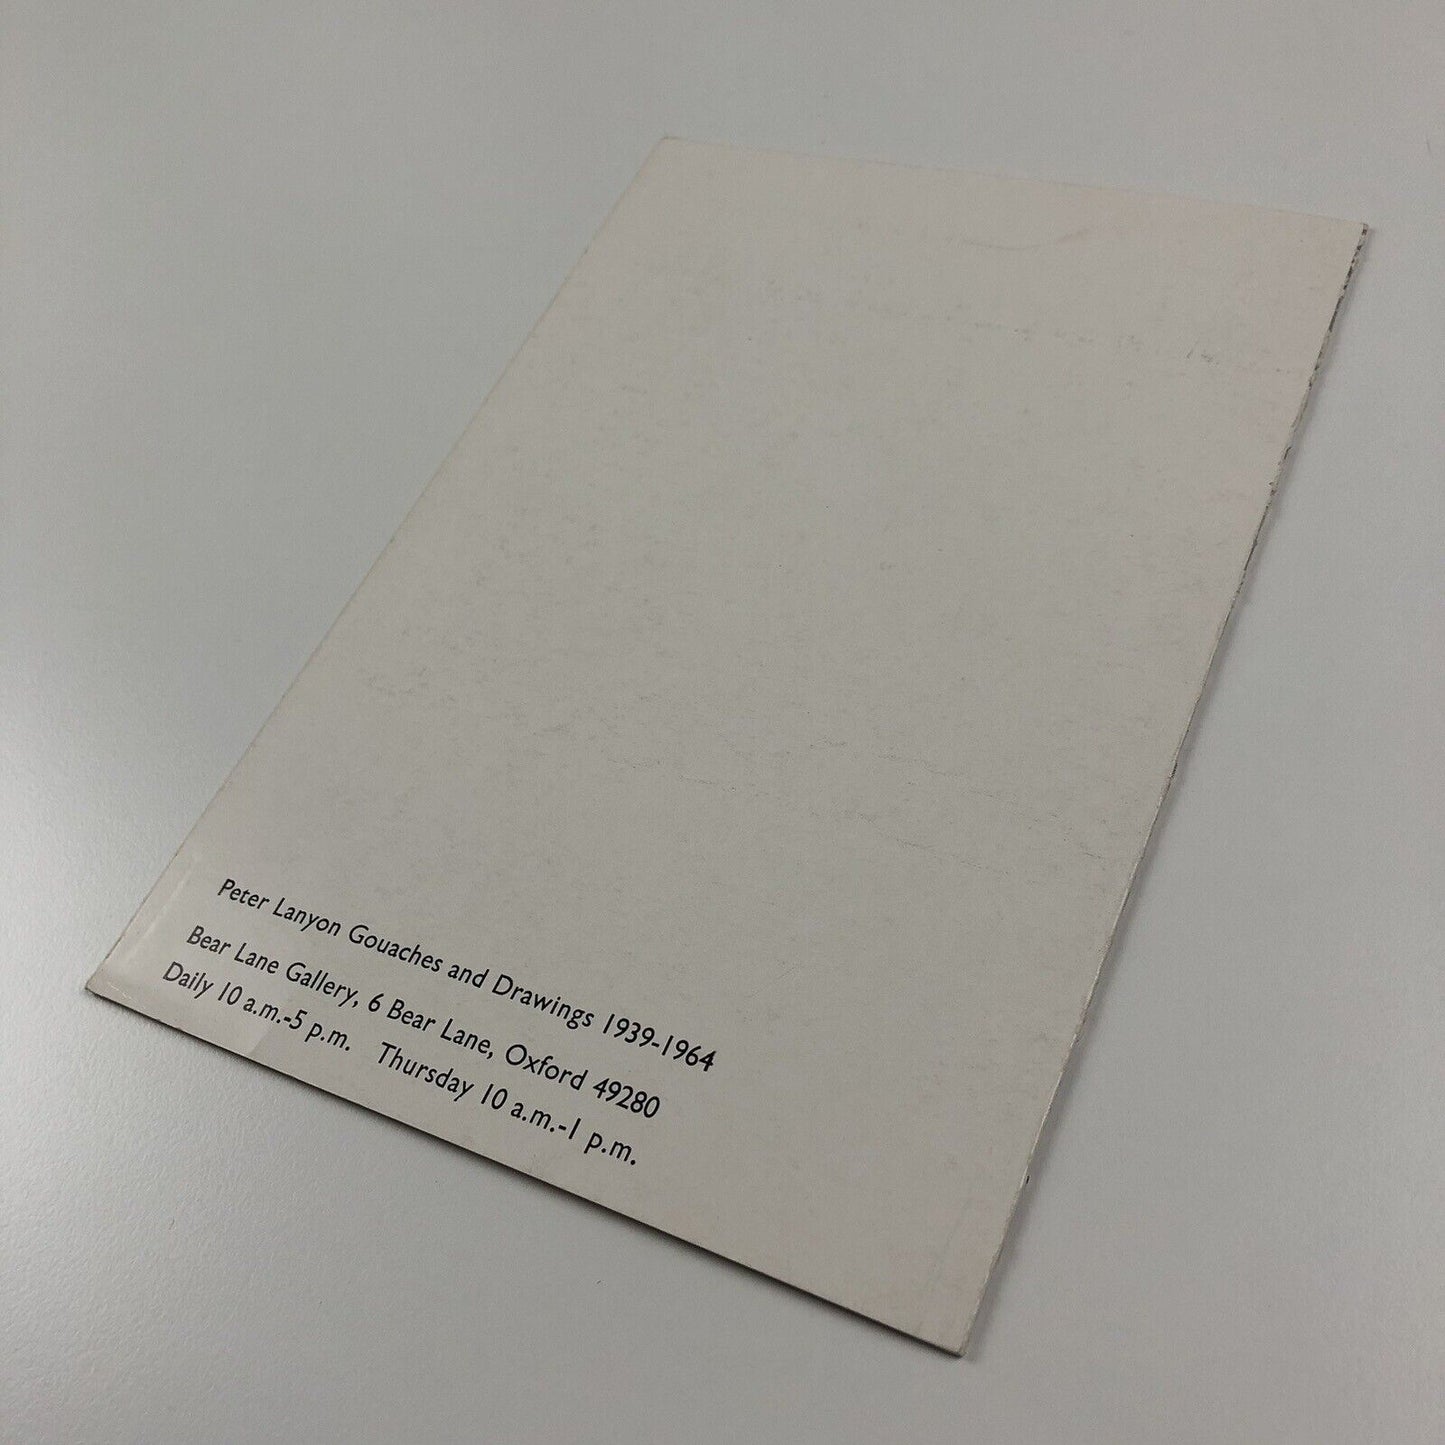 Peter Lanyon Gouaches and Drawings 1939-1964
Bear Lane Gallery, 6 Bear Lane, Oxford 49280
Daily 10 a.m.-5 p.m. Thursday 10 a.m.-1 p.m.